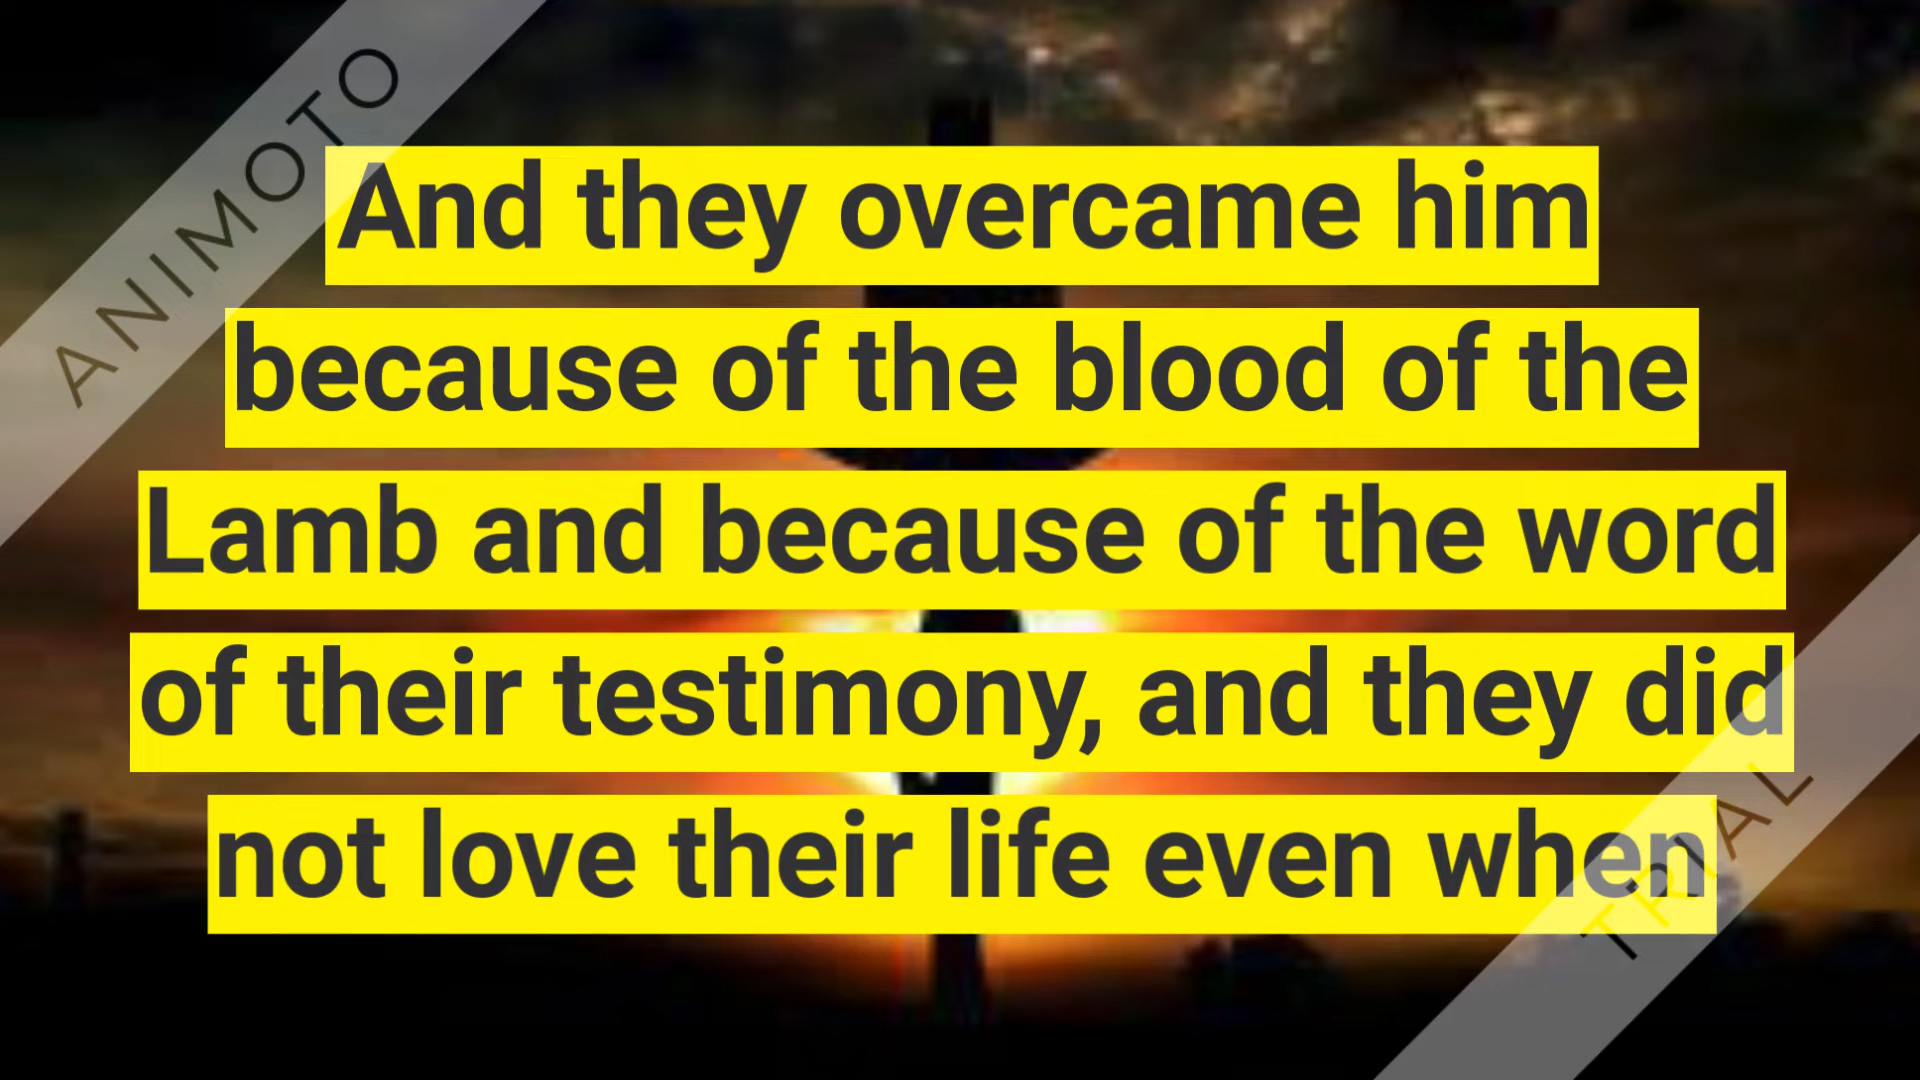 ANIMOTO
And they overcame him
because of the blood of the
Lamb and because of the word
of their testimony, and they did
not love their life even when
TRIAL